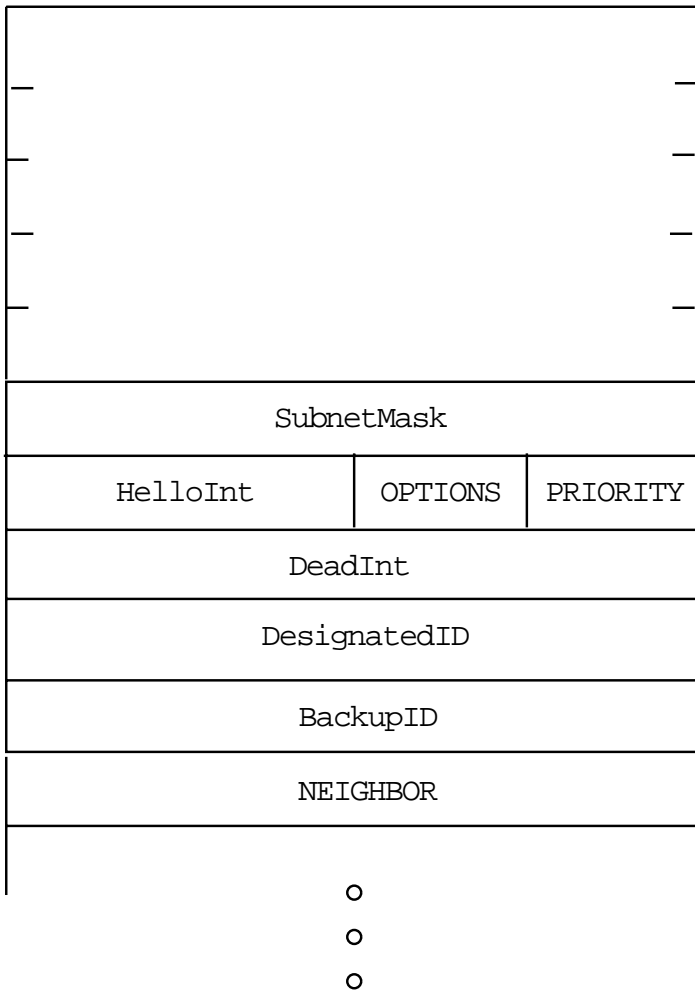 SubnetMask
HelloInt OPTIONS PRIORITY
DeadInt
DesignatedID
BackupID
NEIGHBOR